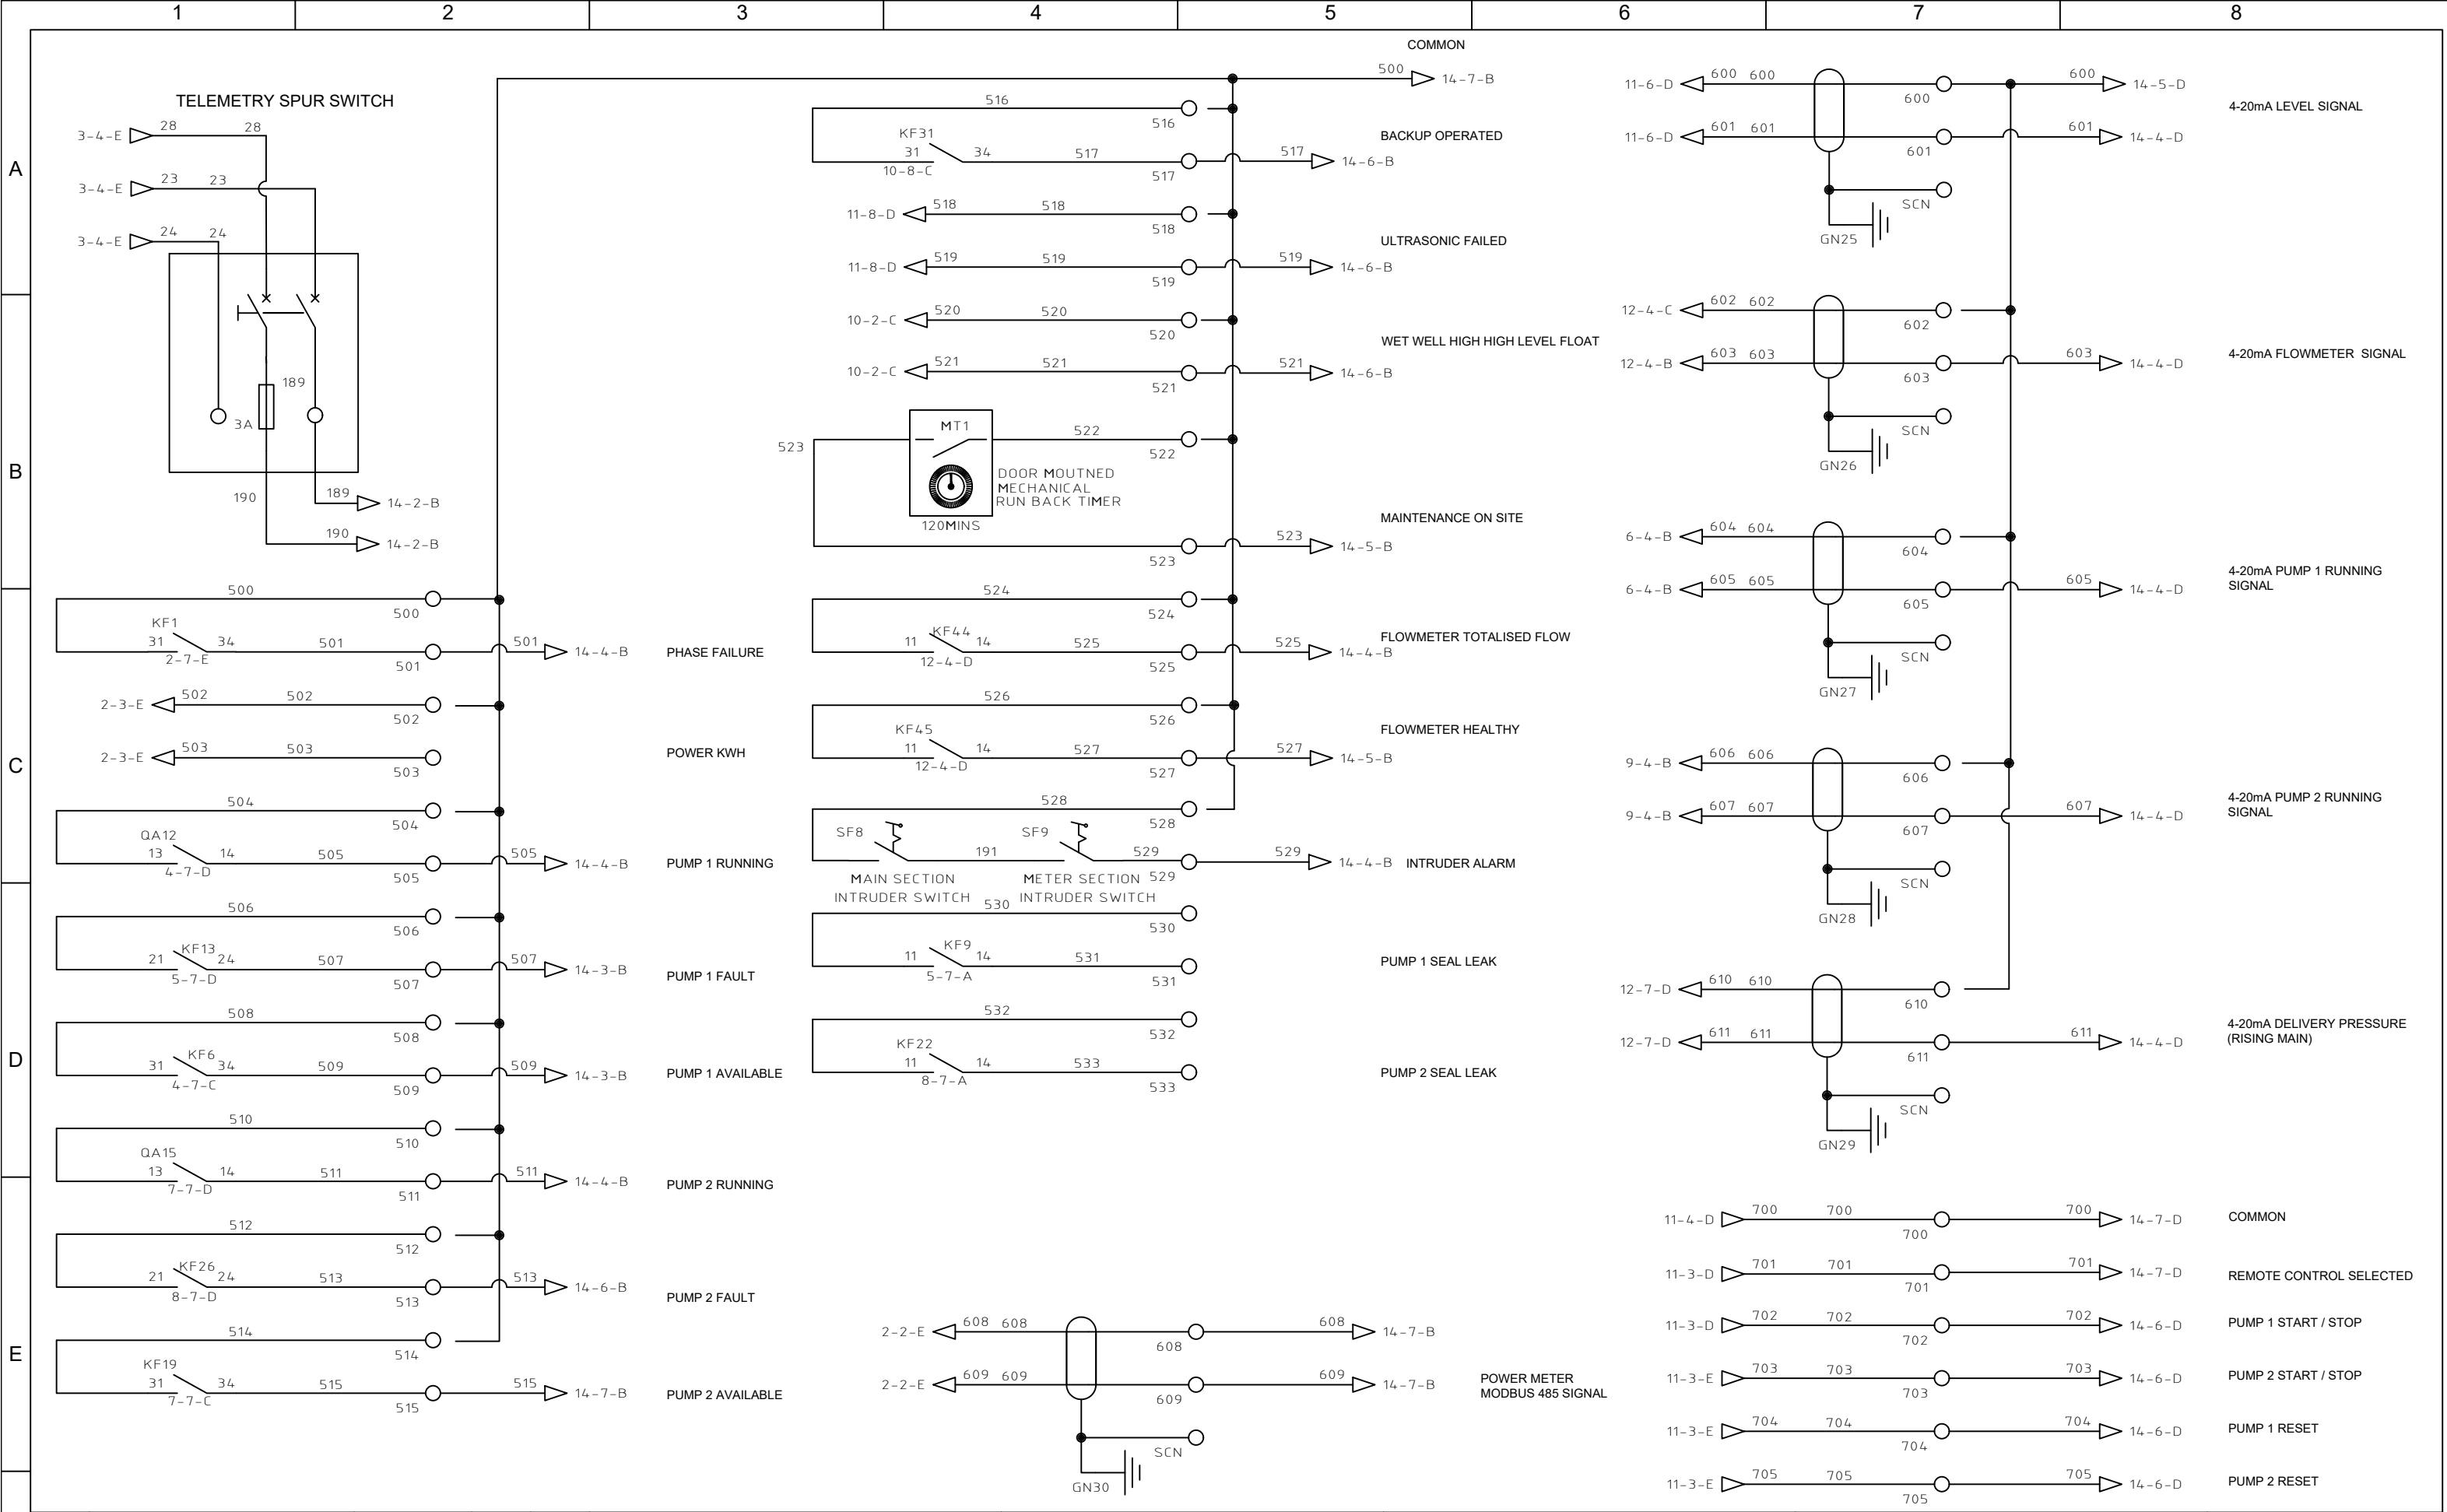 1 2 3 4 5 6 7 8
A
B
C
D
E
TELEMETRY SPUR SWITCH
3-4-E 28 28
3-4-E 23 23
3-4-E 24 24
189
3A
190
189 14-2-B
190 14-2-B
500
500
KF1
31 34 501 501 14-4-B PHASE FAILURE
2-7-E 501
2-3-E 502 502
502
2-3-E 503 503 POWER KWH
503
504
504
QA12
13 14 505 505 14-4-B PUMP 1 RUNNING
4-7-D 505
506
506
KF13
21 24 507 507 14-3-B PUMP 1 FAULT
5-7-D 507
508
508
KF6
31 34 509 509 14-3-B PUMP 1 AVAILABLE
4-7-C 509
510
510
QA15
13 14 511 511 14-4-B PUMP 2 RUNNING
7-7-D 511
512
512
KF26
21 24 513 513 14-6-B PUMP 2 FAULT
8-7-D 513
514
514
KF19
31 34 515 515 14-7-B PUMP 2 AVAILABLE
7-7-C 515
COMMON
500 14-7-B
516
516
KF31
31 34 517 517 14-6-B BACKUP OPERATED
10-8-C 517
11-8-D 518 518
518
ULTRASONIC FAILED
11-8-D 519 519 519 14-6-B
519
10-2-C 520 520
520
WET WELL HIGH HIGH LEVEL FLOAT
10-2-C 521 521 521 14-6-B
521
523 MT1 522
522
DOOR MOUTNED
MECHANICAL
RUN BACK TIMER
120MINS
MAINTENANCE ON SITE
523 14-5-B
523
524
524
KF44
11 14 525 525 14-4-B FLOWMETER TOTALISED FLOW
12-4-D 525
526
526
FLOWMETER HEALTHY
KF45
11 14 527 527 14-5-B
12-4-D 527
528
528
SF8 SF9
191 529 529 14-4-B INTRUDER ALARM
529
MAIN SECTION
INTRUDER SWITCH
METER SECTION
INTRUDER SWITCH
530
530
KF9
11 14 531 PUMP 1 SEAL LEAK
5-7-A 531
532
532
KF22
11 14 533 PUMP 2 SEAL LEAK
8-7-A 533
2-2-E 608 608 608 14-7-B
608
2-2-E 609 609 609 14-7-B
609
POWER METER
MODBUS 485 SIGNAL
SCN
GN30
11-6-D 600 600 600 14-5-D
600
4-20mA LEVEL SIGNAL
11-6-D 601 601 601 14-4-D
601
SCN
GN25
12-4-C 602 602
602
12-4-B 603 603 603 14-4-D 4-20mA FLOWMETER SIGNAL
603
SCN
GN26
6-4-B 604 604
604
4-20mA PUMP 1 RUNNING
SIGNAL
6-4-B 605 605 605 14-4-D
605
SCN
GN27
9-4-B 606 606
606
4-20mA PUMP 2 RUNNING
SIGNAL
9-4-B 607 607 607 14-4-D
607
SCN
GN28
12-7-D 610 610
610
4-20mA DELIVERY PRESSURE
(RISING MAIN)
12-7-D 611 611 611 14-4-D
611
SCN
GN29
11-4-D 700 700 700 14-7-D COMMON
700
11-3-D 701 701 701 14-7-D REMOTE CONTROL SELECTED
701
11-3-D 702 702 702 14-6-D PUMP 1 START / STOP
702
11-3-E 703 703 703 14-6-D PUMP 2 START / STOP
703
11-3-E 704 704 704 14-6-D PUMP 1 RESET
704
11-3-E 705 705 705 14-6-D PUMP 2 RESET
705